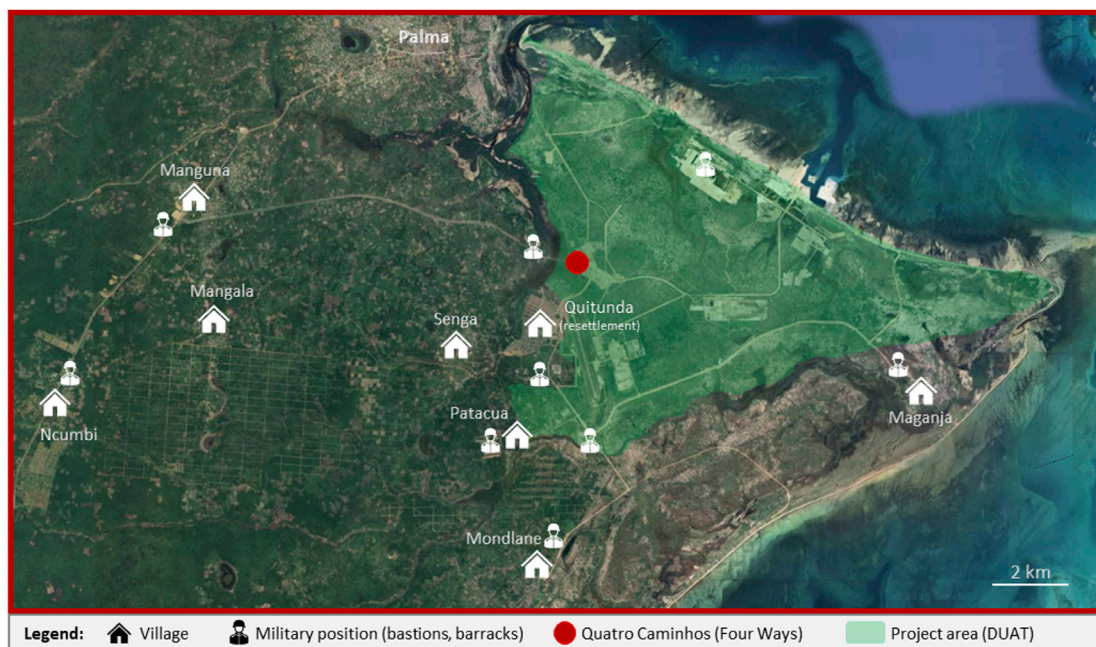 Palma
Manguna
Mangala
Quitunda
(resettlement)
Senga
Patacua
Maganja
Ncumbi
Mondlane
2 km
Legend: Village Military position (bastions, barracks) Quatro Caminhos (Four Ways) Project area (DUAT)